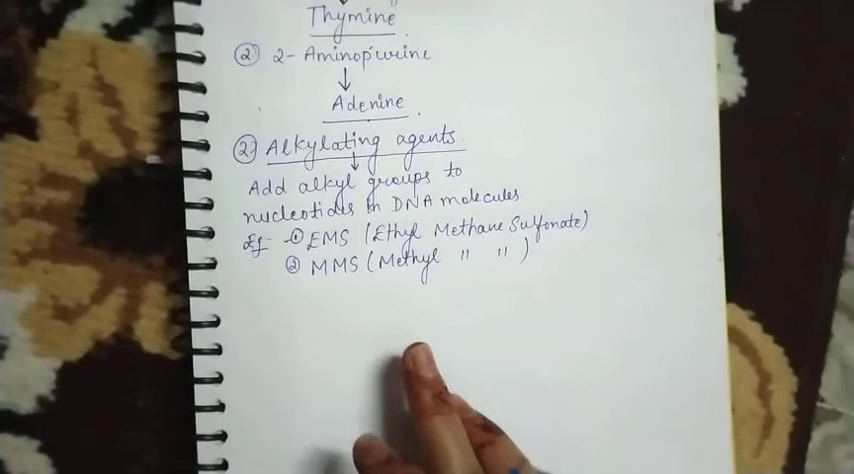 Thymine
② 2- Aminopurine
↓
Adenine.
② Alkylating agents.
↓
Add alkyl groups to
nucleotides in DNA molecules
Eg- -① EMS (Ethyl Methane Sulfonate)
② MMS (Methyl " " )